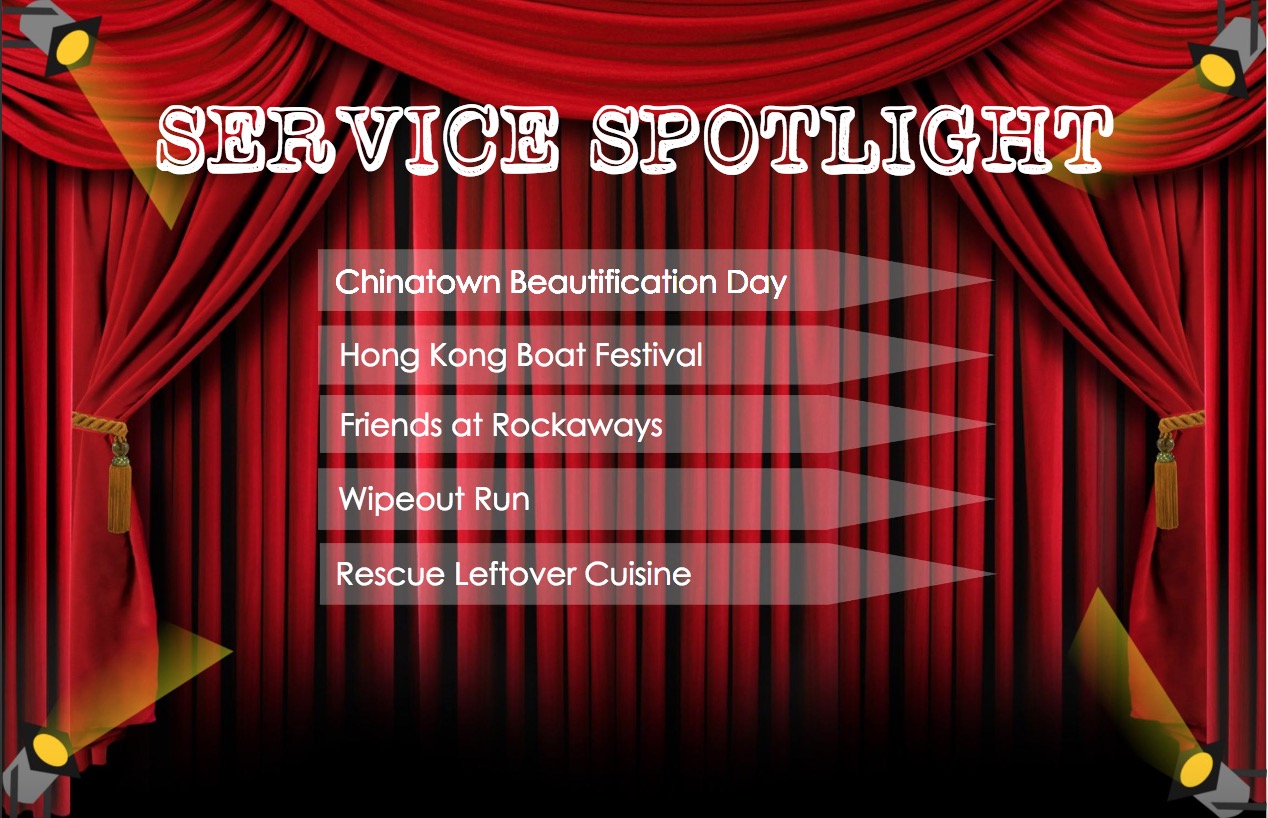 SERVICE SPOTLIGHT
Chinatown Beautification Day
Hong Kong Boat Festival
Friends at Rockaways
Wipeout Run
Rescue Leftover Cuisine